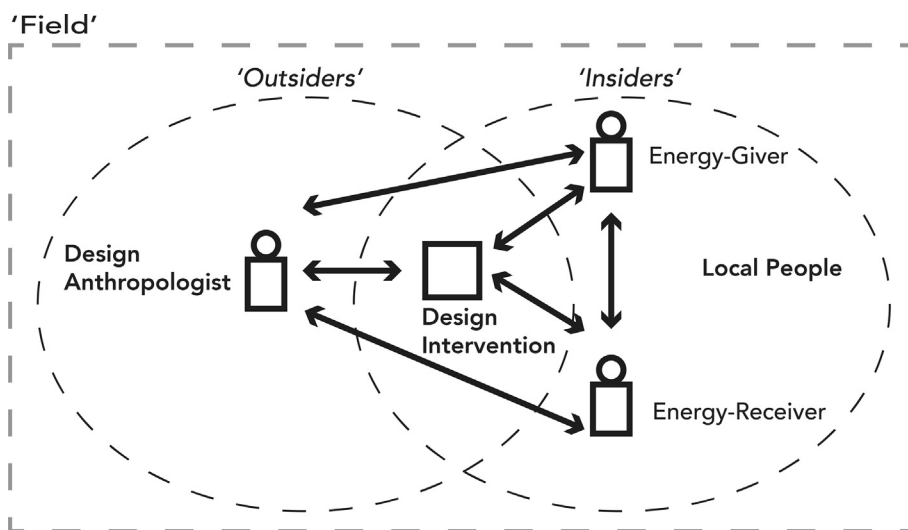 'Field'
'Outsiders'
'Insiders'
Energy-Giver
Design
Anthropologist
Local People
Design
Intervention
Energy-Receiver